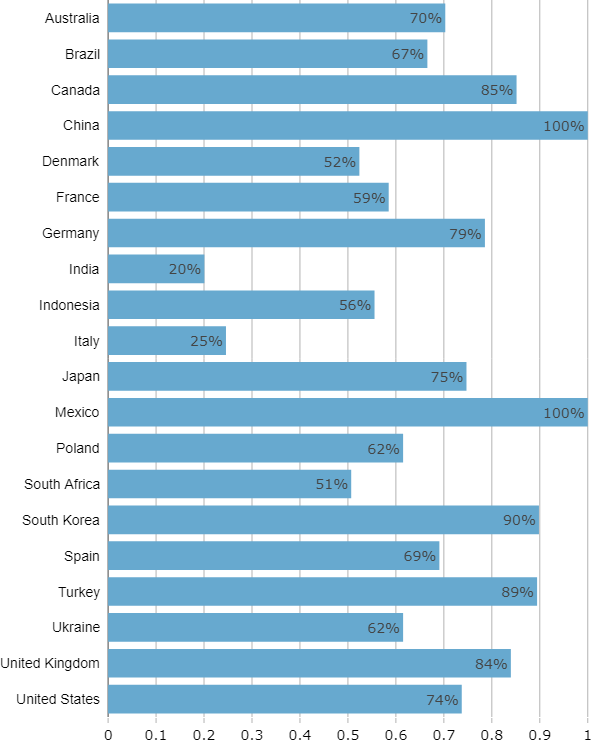 Australia 70%
Brazil 67%
Canada 85%
China 100%
Denmark 52%
France 59%
Germany 79%
India 20%
Indonesia 56%
Italy 25%
Japan 75%
Mexico 100%
Poland 62%
South Africa 51%
South Korea 90%
Spain 69%
Turkey 89%
Ukraine 62%
United Kingdom 84%
United States 74%
0 0.1 0.2 0.3 0.4 0.5 0.6 0.7 0.8 0.9 1